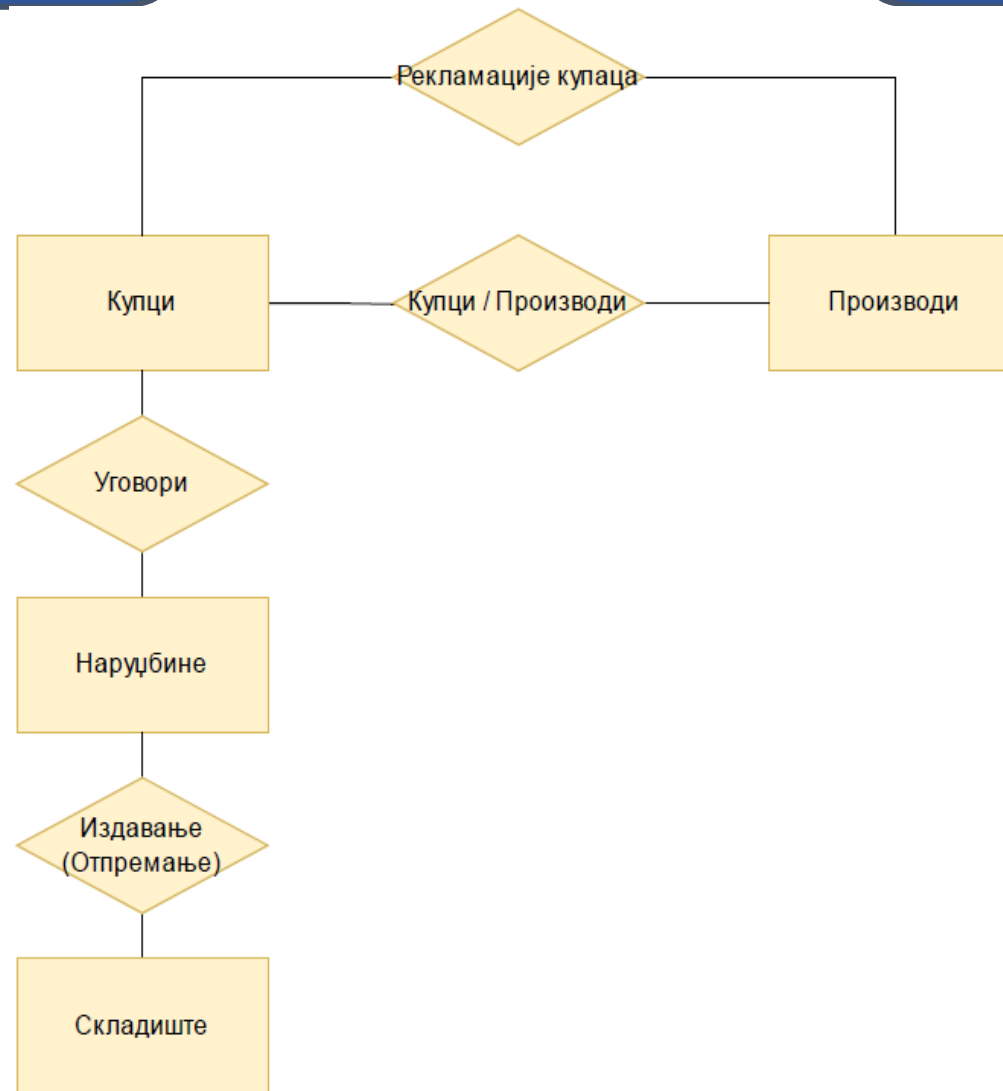 Рекламације купаца
Купци
Купци / Производи
Производи
Уговори
Наруџбине
Издавање
(Отпремање)
Складиште